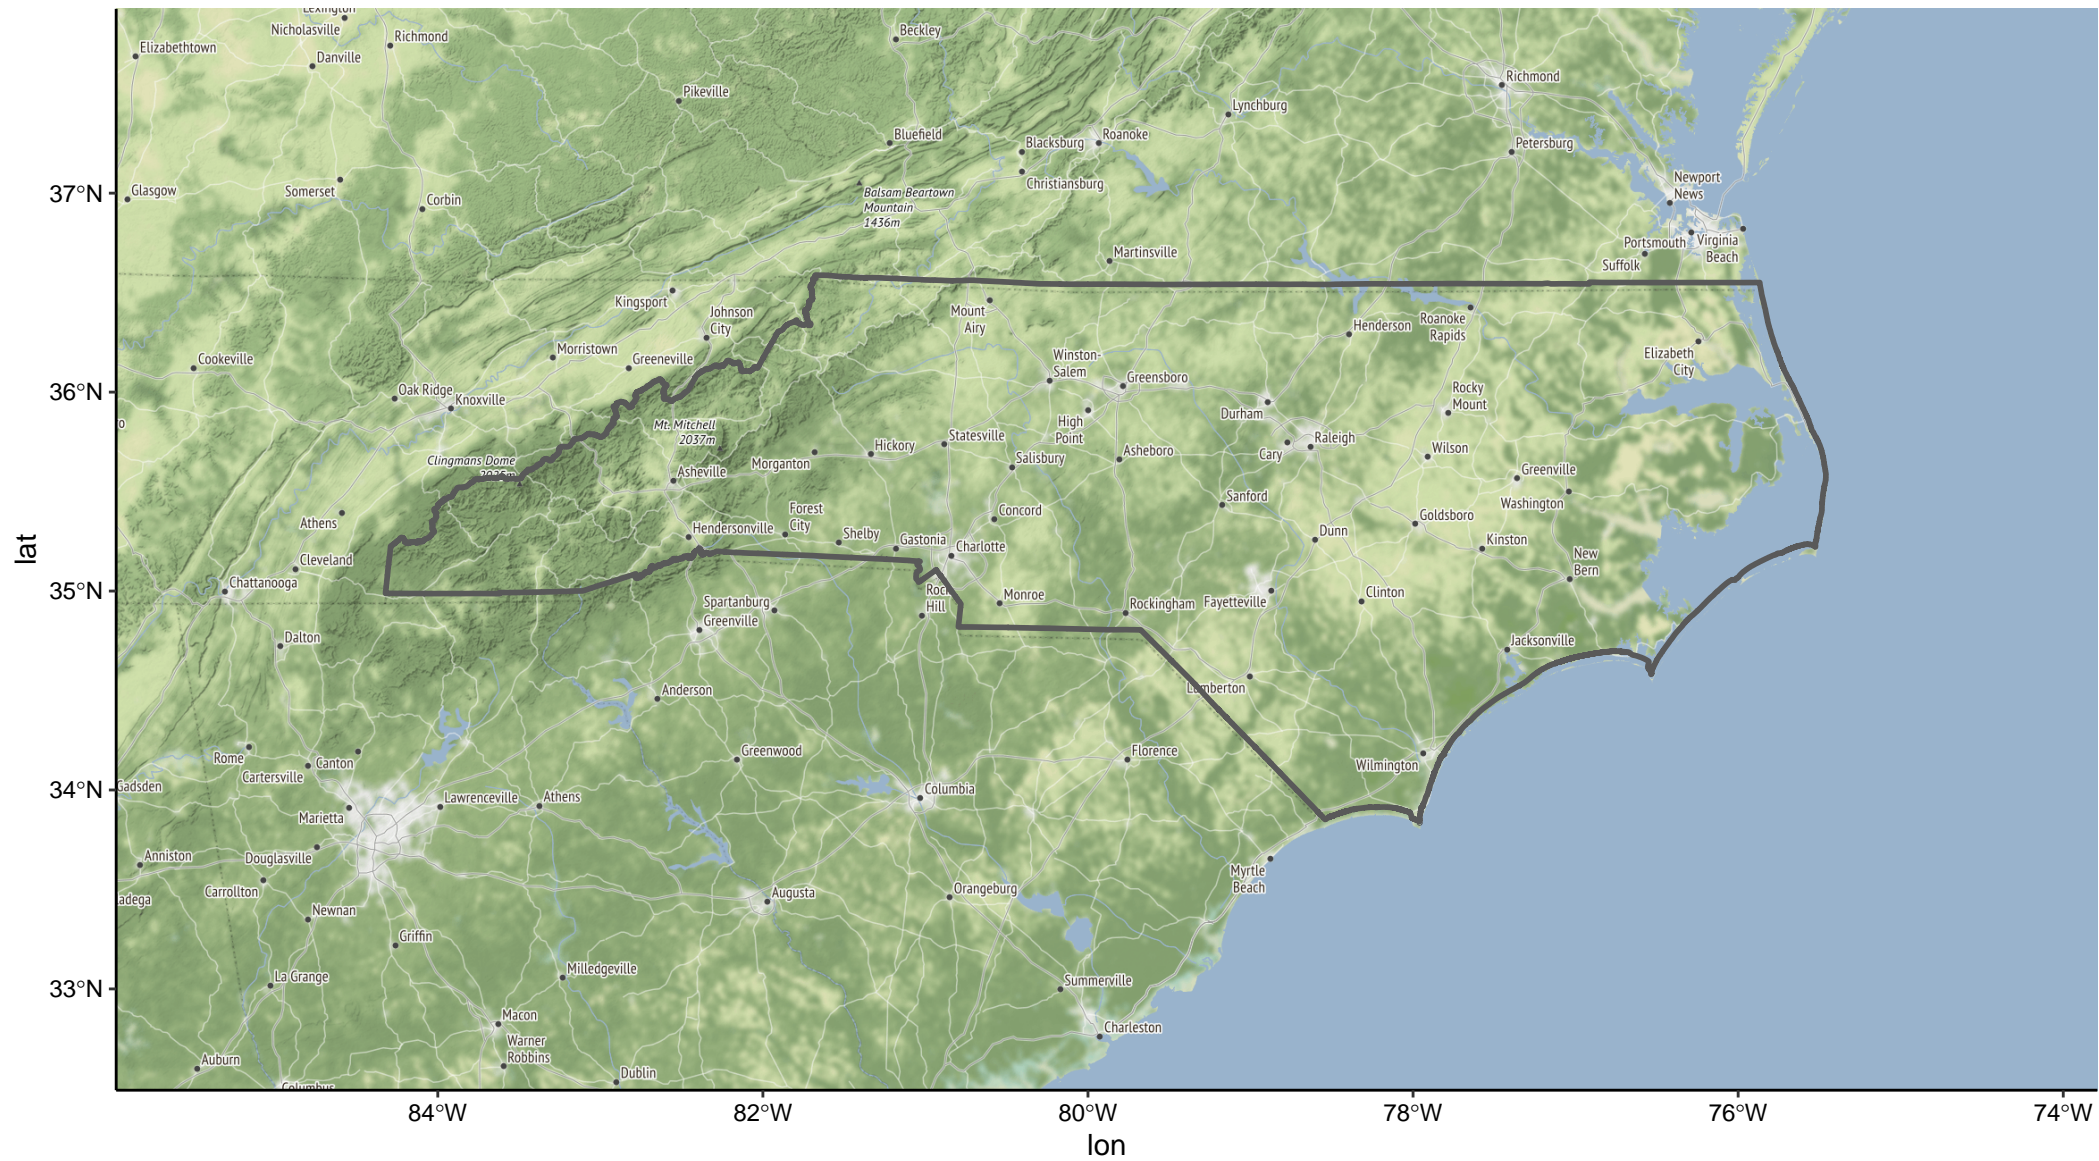 Lexington
Nicholasville
Richmond
Elizabethtown
Danville
Beckley
Pikeville
Richmond
Lynchburg
Bluefield
Roanoke
Blacksburg
Petersburg
Christiansburg
Newport
News
37°N
Glasgow
Somerset
Corbin
Balsam Beartown
Mountain
1436m
Portsmouth
Virginia
Beach
Suffolk
Martinsville
Kingsport
Johnson
City
Mount
Airy
Henderson
Roanoke
Rapids
Cookeville
Morristown
Greeneville
Winston-
Salem
Elizabeth
City
36°N
Oak Ridge
Knoxville
Greensboro
Rocky
Mount
o
Mt. Mitchell
2037m
High
Point
Durham
Raleigh
Clingmans Dome
Hickory
Statesville
Morganton
Salisbury
Asheboro
Cary
Wilson
Asheville
Greenville
Washington
Athens
Forest
City
Concord
Sanford
Goldsboro
Hendersonville
Shelby
Gastonia
Charlotte
Dunn
Kinston
lat
Cleveland
New
Bern
35°N
Chattanooga
Rock
Hill
Monroe
Spartanburg
Greenville
Rockingham
Fayetteville
Clinton
Dalton
Jacksonville
Anderson
Lumberton
Rome
Canton
Cartersville
Greenwood
Florence
Wilmington
34°N
Gadsden
Lawrenceville
Athens
Columbia
Marietta
Anniston
Douglasville
Carrollton
Myrtle
Beach
adega
Augusta
Orangeburg
Newnan
Griffin
33°N
La Grange
Milledgeville
Summerville
Macon
Warner
Robbins
Charleston
Auburn
Dublin
Columbus
84°W
82°W
80°W
78°W
76°W
74°W
lon